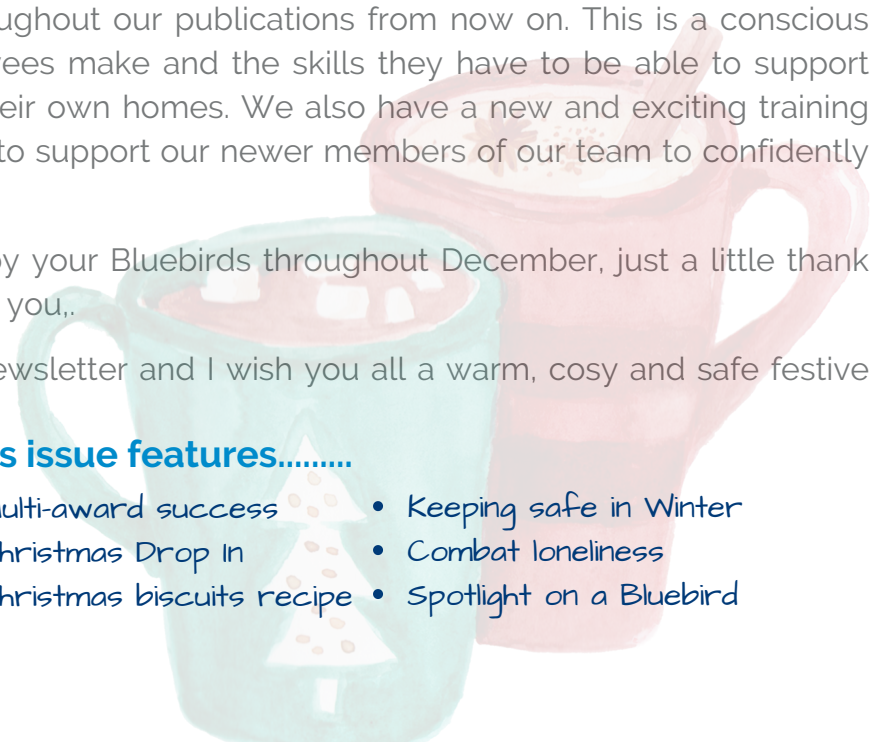 ughout our publications from now on. This is a conscious
ees make and the skills they have to be able to support
eir own homes. We also have a new and exciting training
to support our newer members of our team to confidently
by your Bluebirds throughout December, just a little thank
you,.
ewsletter and I wish you all a warm, cosy and safe festive
s issue features.........
ulti-award success
hristmas Drop In
hristmas biscuits recipe
• Keeping safe in Winter
• Combat loneliness
• Spotlight on a Bluebird